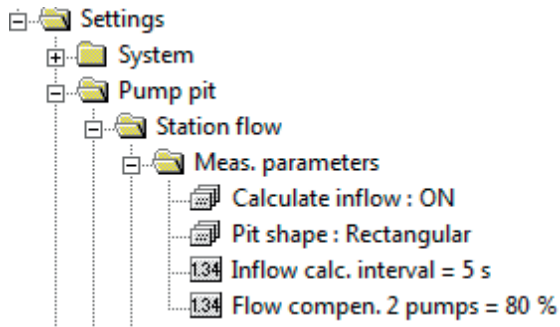 Settings
System
Pump pit
Station flow
Meas. parameters
Calculate inflow : ON
Pit shape : Rectangular
1.34 Inflow calc. interval = 5 s
1.34 Flow compen. 2 pumps = 80 %